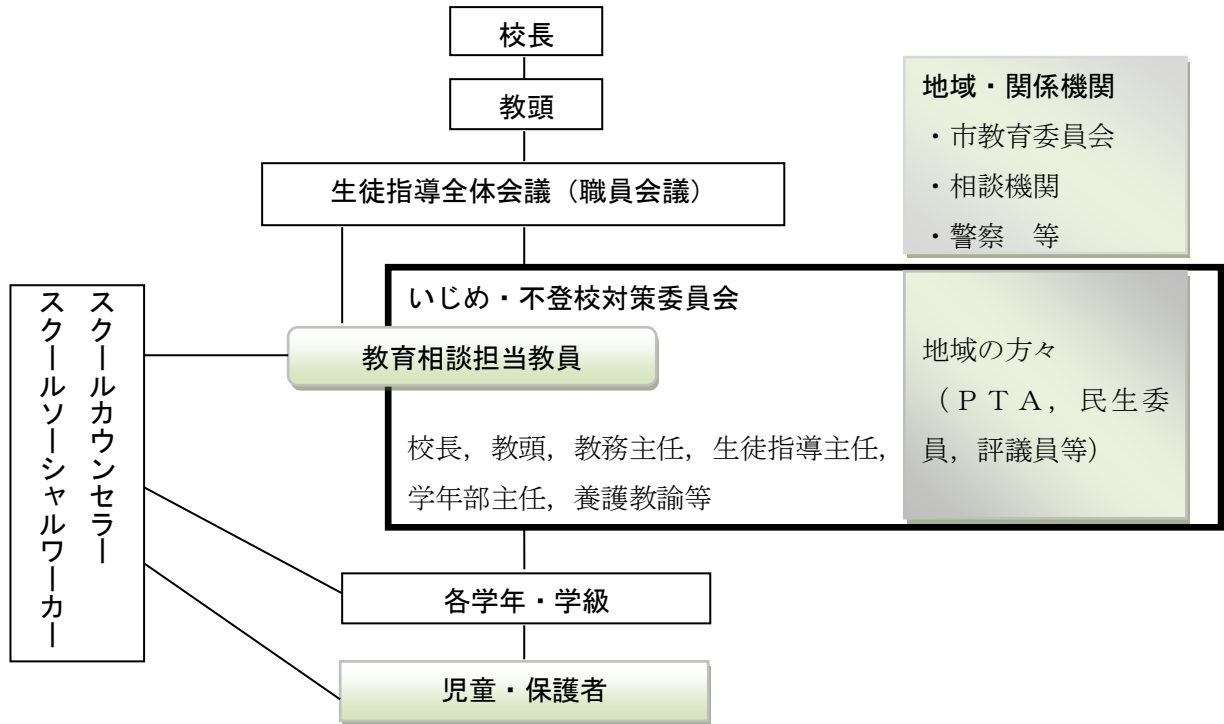 校長
教頭
生徒指導全体会議（職員会議）
地域・関係機関
・市教育委員会
・相談機関
・警察　等
いじめ・不登校対策委員会
教育相談担当教員
校長，教頭，教務主任，生徒指導主任，
学年部主任，養護教諭等
地域の方々
（ＰＴＡ，民生委
員，評議員等）
スクールカウンセラー
スクールソーシャルワーカー
各学年・学級
児童・保護者